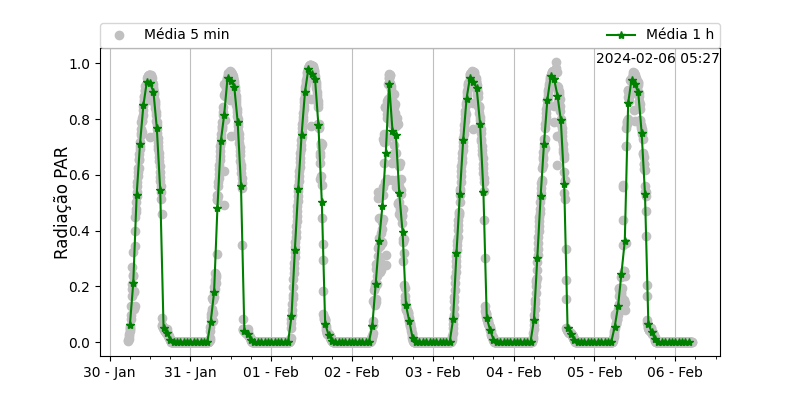 Média 5 min
Média 1 h
2024-02-06 05:27
Radiação PAR
1.0
0.8
0.6
0.4
0.2
0.0
30 - Jan
31 - Jan
01 - Feb
02 - Feb
03 - Feb
04 - Feb
05 - Feb
06 - Feb